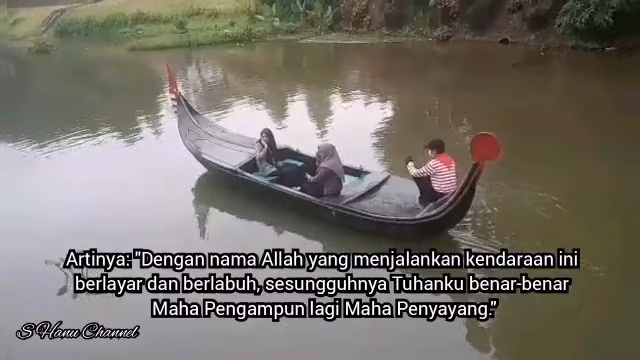 Artinya: "Dengan nama Allah yang menjalankan kendaraan ini
berlayar dan berlabuh, sesungguhnya Tuhanku benar-benar
Maha Pengampun lagi Maha Penyayang."
S Hanu Channel